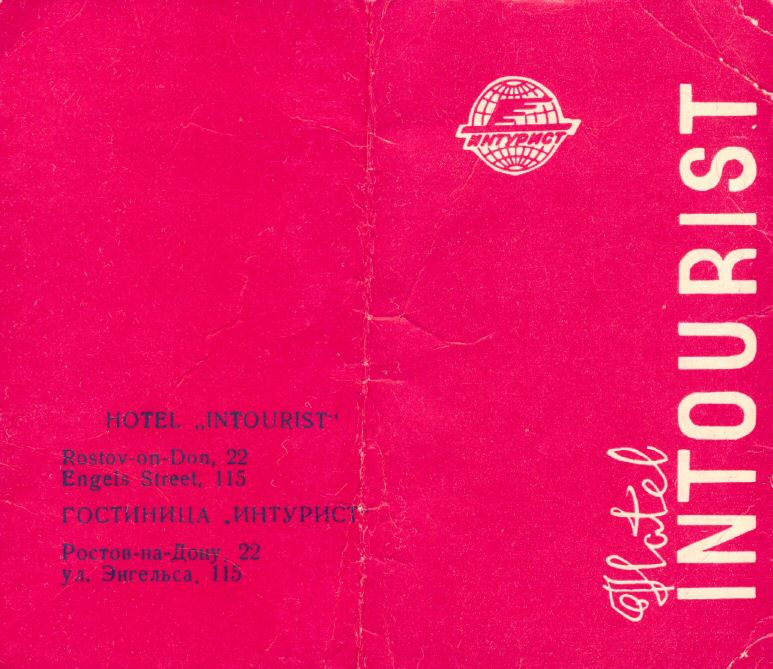 ИНТУРИСТ
Hotel
INTOURIST
HOTEL „INTOURIST“
Rostov-on-Don, 22
Engels Street, 115
ГОСТИНИЦА „ИНТУРИСТ“
Ростов-на-Дону, 22
ул. Энгельса, 115